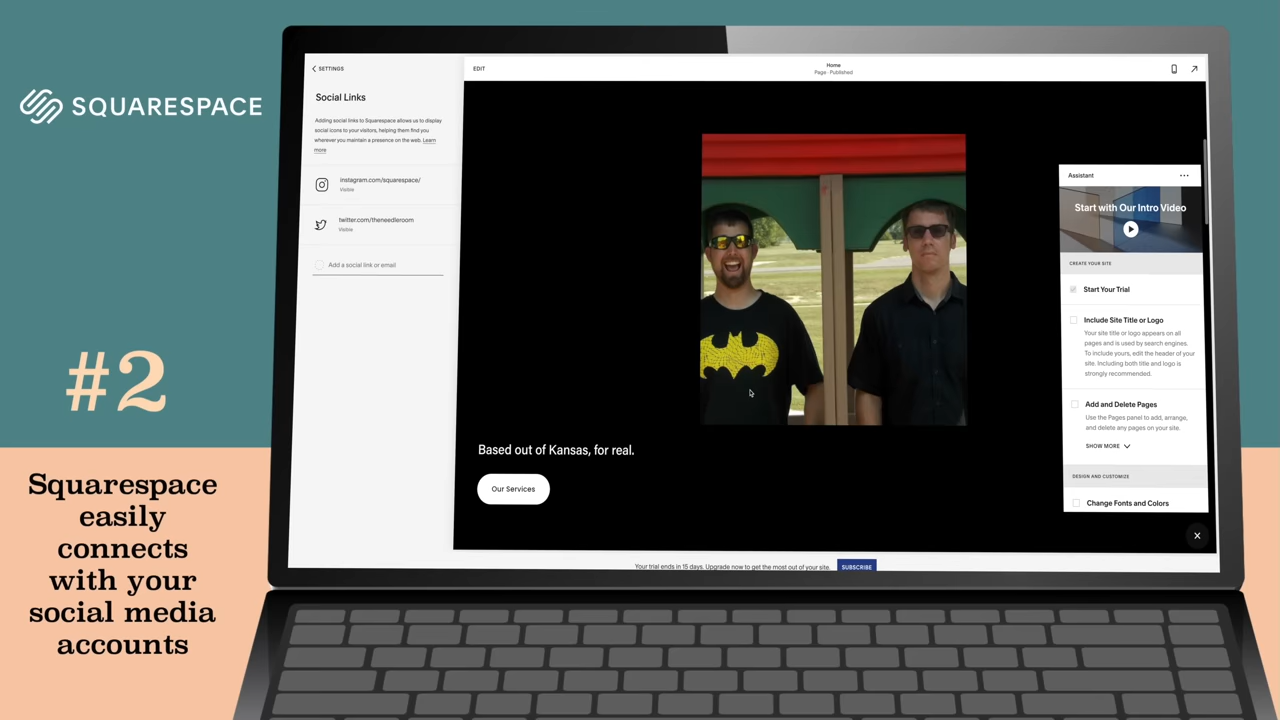 SQUARESPACE
#2
Squarespace
easily
connects
with your
social media
accounts
SETTINGS
Social Links
Adding social links to Squarespace allows us to display
social icons to your visitors, helping them find you
wherever you maintain a presence on the web. Learn
more
instagram.com/squarespace/
Visible
twitter.com/theneedleroom
Visible
Add a social link or email
EDIT
Home
Page · Published
Based out of Kansas, for real.
Our Services
Assistant
Start with Our Intro Video
CREATE YOUR SITE
Start Your Trial
Include Site Title or Logo
Your site title or logo appears on all
pages and is used by search engines.
To include yours, edit the header of your
site. Including both title and logo is
strongly recommended.
Add and Delete Pages
Use the Pages panel to add, arrange,
and delete any pages on your site.
SHOW MORE
DESIGN AND CUSTOMIZE
Change Fonts and Colors
Your trial ends in 15 days. Upgrade now to get the most out of your site.
SUBSCRIBE